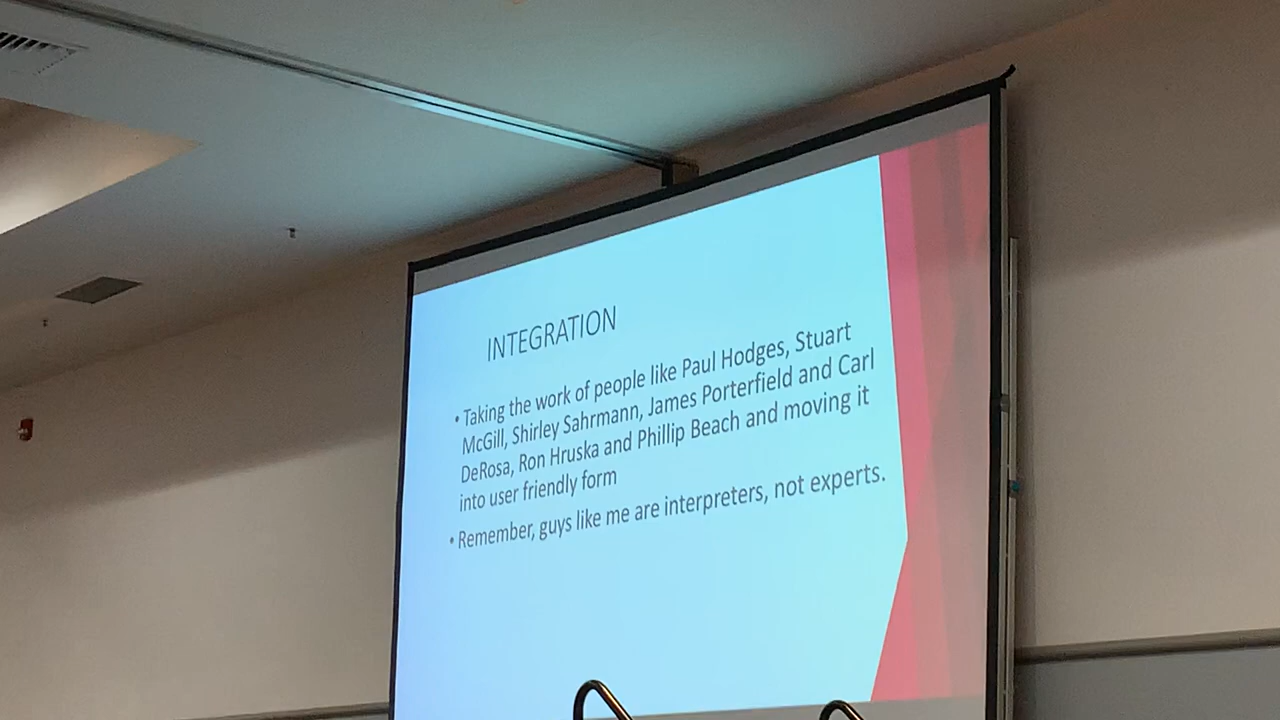 INTEGRATION
• Taking the work of people like Paul Hodges, Stuart
McGill, Shirley Sahrmann, James Porterfield and Carl
DeRosa, Ron Hruska and Phillip Beach and moving it
into user friendly form
• Remember, guys like me are interpreters, not experts.